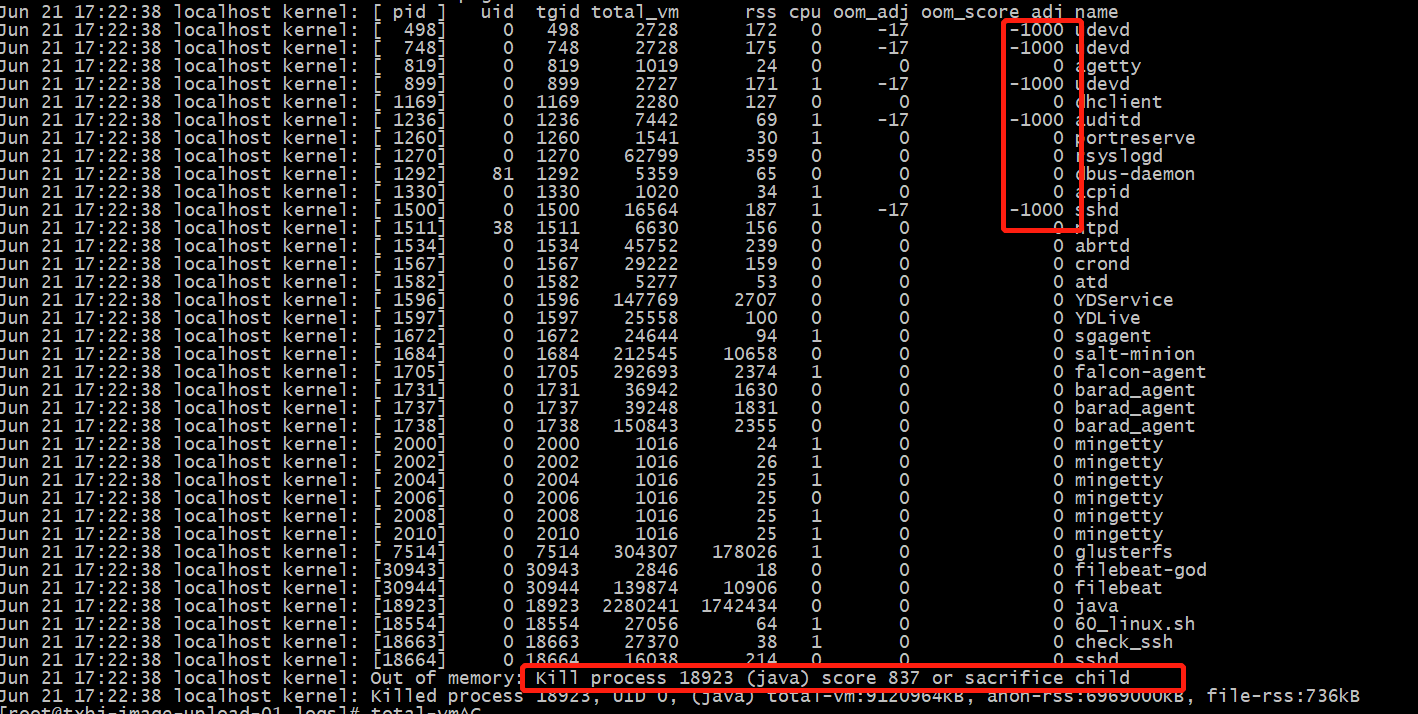 Jun 21 17:22:38 localhost kernel: [ pid ]   uid  tgid total_vm      rss cpu oom_adj oom_score_adj name
Jun 21 17:22:38 localhost kernel: [  498]     0   498     2728      172   0     -17         -1000 udevd
Jun 21 17:22:38 localhost kernel: [  748]     0   748     2728      175   0     -17         -1000 udevd
Jun 21 17:22:38 localhost kernel: [  819]     0   819     1019       24   0       0             0 agetty
Jun 21 17:22:38 localhost kernel: [  899]     0   899     2727      171   1     -17         -1000 udevd
Jun 21 17:22:38 localhost kernel: [ 1169]     0  1169     2280      127   0       0             0 dhclient
Jun 21 17:22:38 localhost kernel: [ 1236]     0  1236     7442       69   1     -17         -1000 auditd
Jun 21 17:22:38 localhost kernel: [ 1260]     0  1260     1541       30   1       0             0 portreserve
Jun 21 17:22:38 localhost kernel: [ 1270]     0  1270    62799      359   0       0             0 rsyslogd
Jun 21 17:22:38 localhost kernel: [ 1292]    81  1292     5359       65   0       0             0 dbus-daemon
Jun 21 17:22:38 localhost kernel: [ 1330]     0  1330     1020       34   1       0             0 acpid
Jun 21 17:22:38 localhost kernel: [ 1500]     0  1500    16564      187   1     -17         -1000 sshd
Jun 21 17:22:38 localhost kernel: [ 1511]    38  1511     6630      156   0       0             0 ntpd
Jun 21 17:22:38 localhost kernel: [ 1534]     0  1534    45752      239   0       0             0 abrtd
Jun 21 17:22:38 localhost kernel: [ 1567]     0  1567    29222      159   0       0             0 crond
Jun 21 17:22:38 localhost kernel: [ 1582]     0  1582     5277       53   0       0             0 atd
Jun 21 17:22:38 localhost kernel: [ 1596]     0  1596   147769     2707   0       0             0 YDService
Jun 21 17:22:38 localhost kernel: [ 1597]     0  1597    25558      100   0       0             0 YDLive
Jun 21 17:22:38 localhost kernel: [ 1672]     0  1672    24644       94   1       0             0 sgagent
Jun 21 17:22:38 localhost kernel: [ 1684]     0  1684   212545    10658   0       0             0 salt-minion
Jun 21 17:22:38 localhost kernel: [ 1705]     0  1705   292693     2374   1       0             0 falcon-agent
Jun 21 17:22:38 localhost kernel: [ 1731]     0  1731    36942     1630   0       0             0 barad_agent
Jun 21 17:22:38 localhost kernel: [ 1737]     0  1737    39248     1831   0       0             0 barad_agent
Jun 21 17:22:38 localhost kernel: [ 1738]     0  1738   150843     2355   0       0             0 barad_agent
Jun 21 17:22:38 localhost kernel: [ 2000]     0  2000     1016       24   1       0             0 mingetty
Jun 21 17:22:38 localhost kernel: [ 2002]     0  2002     1016       26   1       0             0 mingetty
Jun 21 17:22:38 localhost kernel: [ 2004]     0  2004     1016       25   1       0             0 mingetty
Jun 21 17:22:38 localhost kernel: [ 2006]     0  2006     1016       25   0       0             0 mingetty
Jun 21 17:22:38 localhost kernel: [ 2008]     0  2008     1016       25   1       0             0 mingetty
Jun 21 17:22:38 localhost kernel: [ 2010]     0  2010     1016       25   1       0             0 mingetty
Jun 21 17:22:38 localhost kernel: [ 7514]     0  7514   304307   178026   1       0             0 glusterfs
Jun 21 17:22:38 localhost kernel: [30943]     0 30943     2846       18   0       0             0 filebeat-god
Jun 21 17:22:38 localhost kernel: [30944]     0 30944   139874    10906   0       0             0 filebeat
Jun 21 17:22:38 localhost kernel: [18923]     0 18923  2280241  1742434   0       0             0 java
Jun 21 17:22:38 localhost kernel: [18554]     0 18554    27056       64   1       0             0 60_linux.sh
Jun 21 17:22:38 localhost kernel: [18663]     0 18663    27370       38   1       0             0 check_ssh
Jun 21 17:22:38 localhost kernel: [18664]     0 18664    16038      214   0       0             0 sshd
Jun 21 17:22:38 localhost kernel: Out of memory: Kill process 18923 (java) score 837 or sacrifice child
Jun 21 17:22:38 localhost kernel: Killed process 18923, UID 0, (java) total-vm:9120964kB, anon-rss:6969000kB, file-rss:736kB
[root@txbj-image-upload-01 logs]# total-vm^C